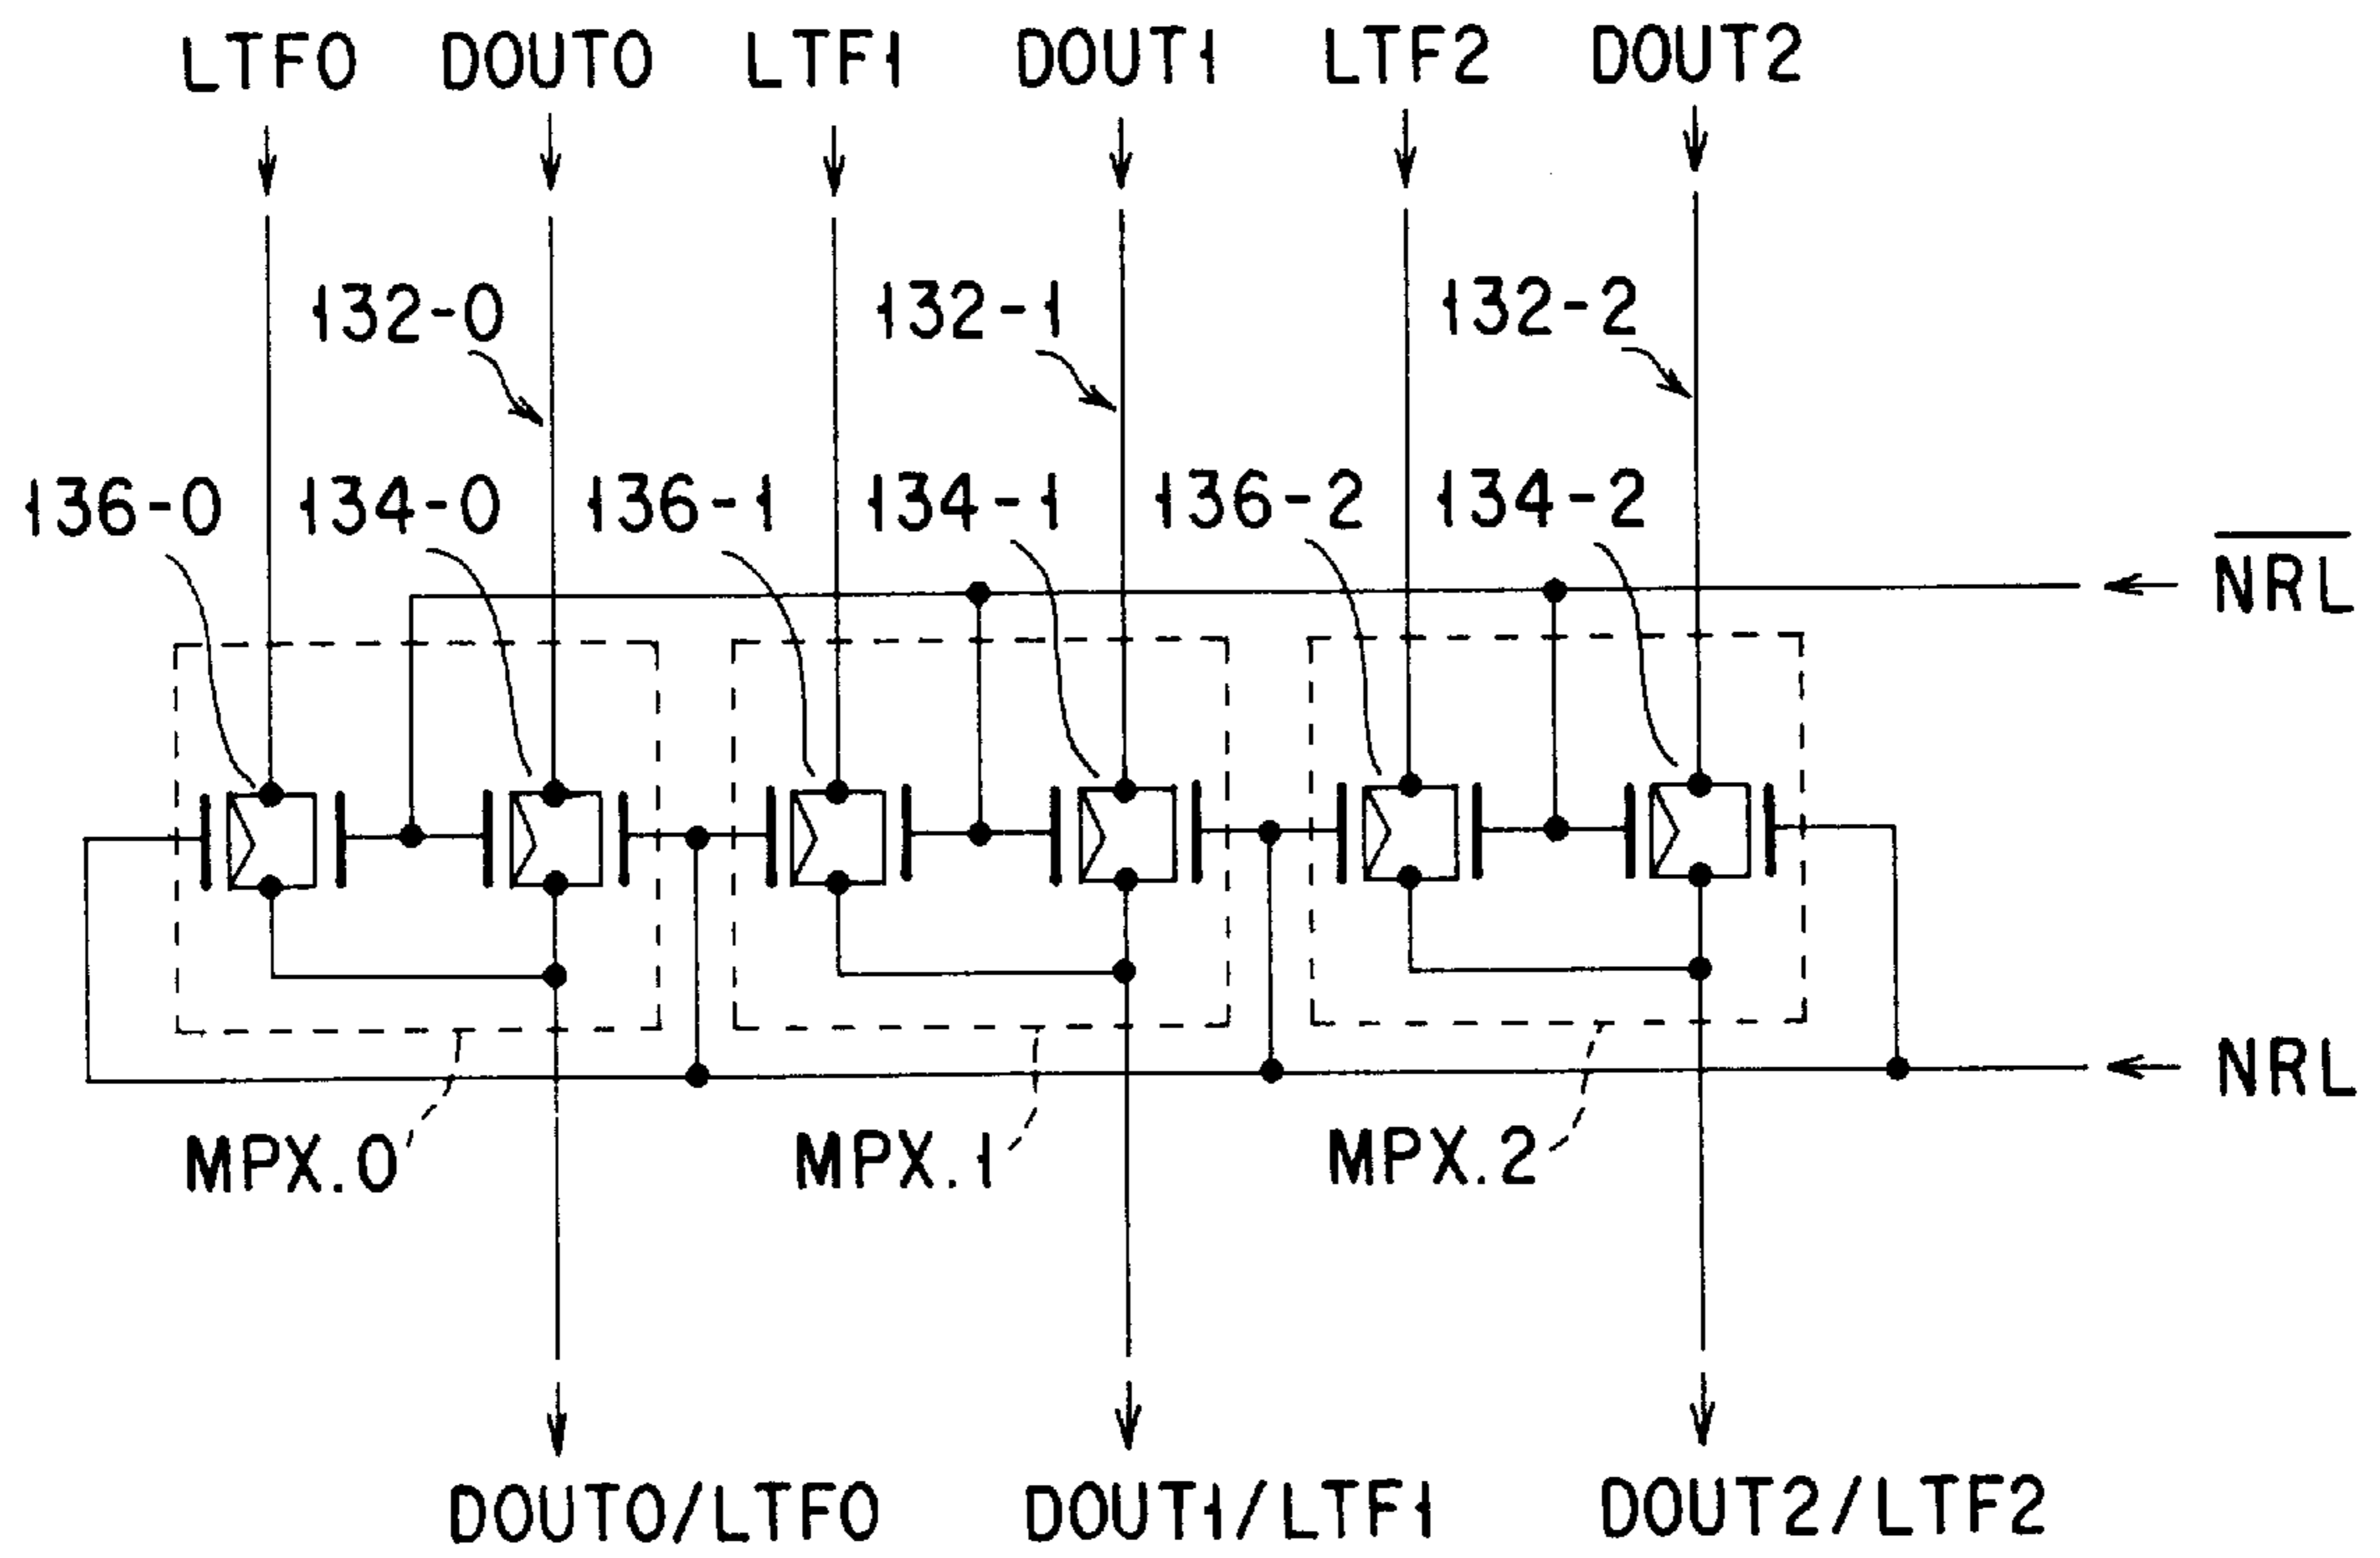 LTF0 DOUT0 LTF1 DOUT1 LTF2 DOUT2
132-0 132-1 132-2
136-0 134-0 136-1 134-1 136-2 134-2
N̅R̅L̅
NRL
MPX.0 MPX.1 MPX.2
DOUT0/LTF0 DOUT1/LTF1 DOUT2/LTF2